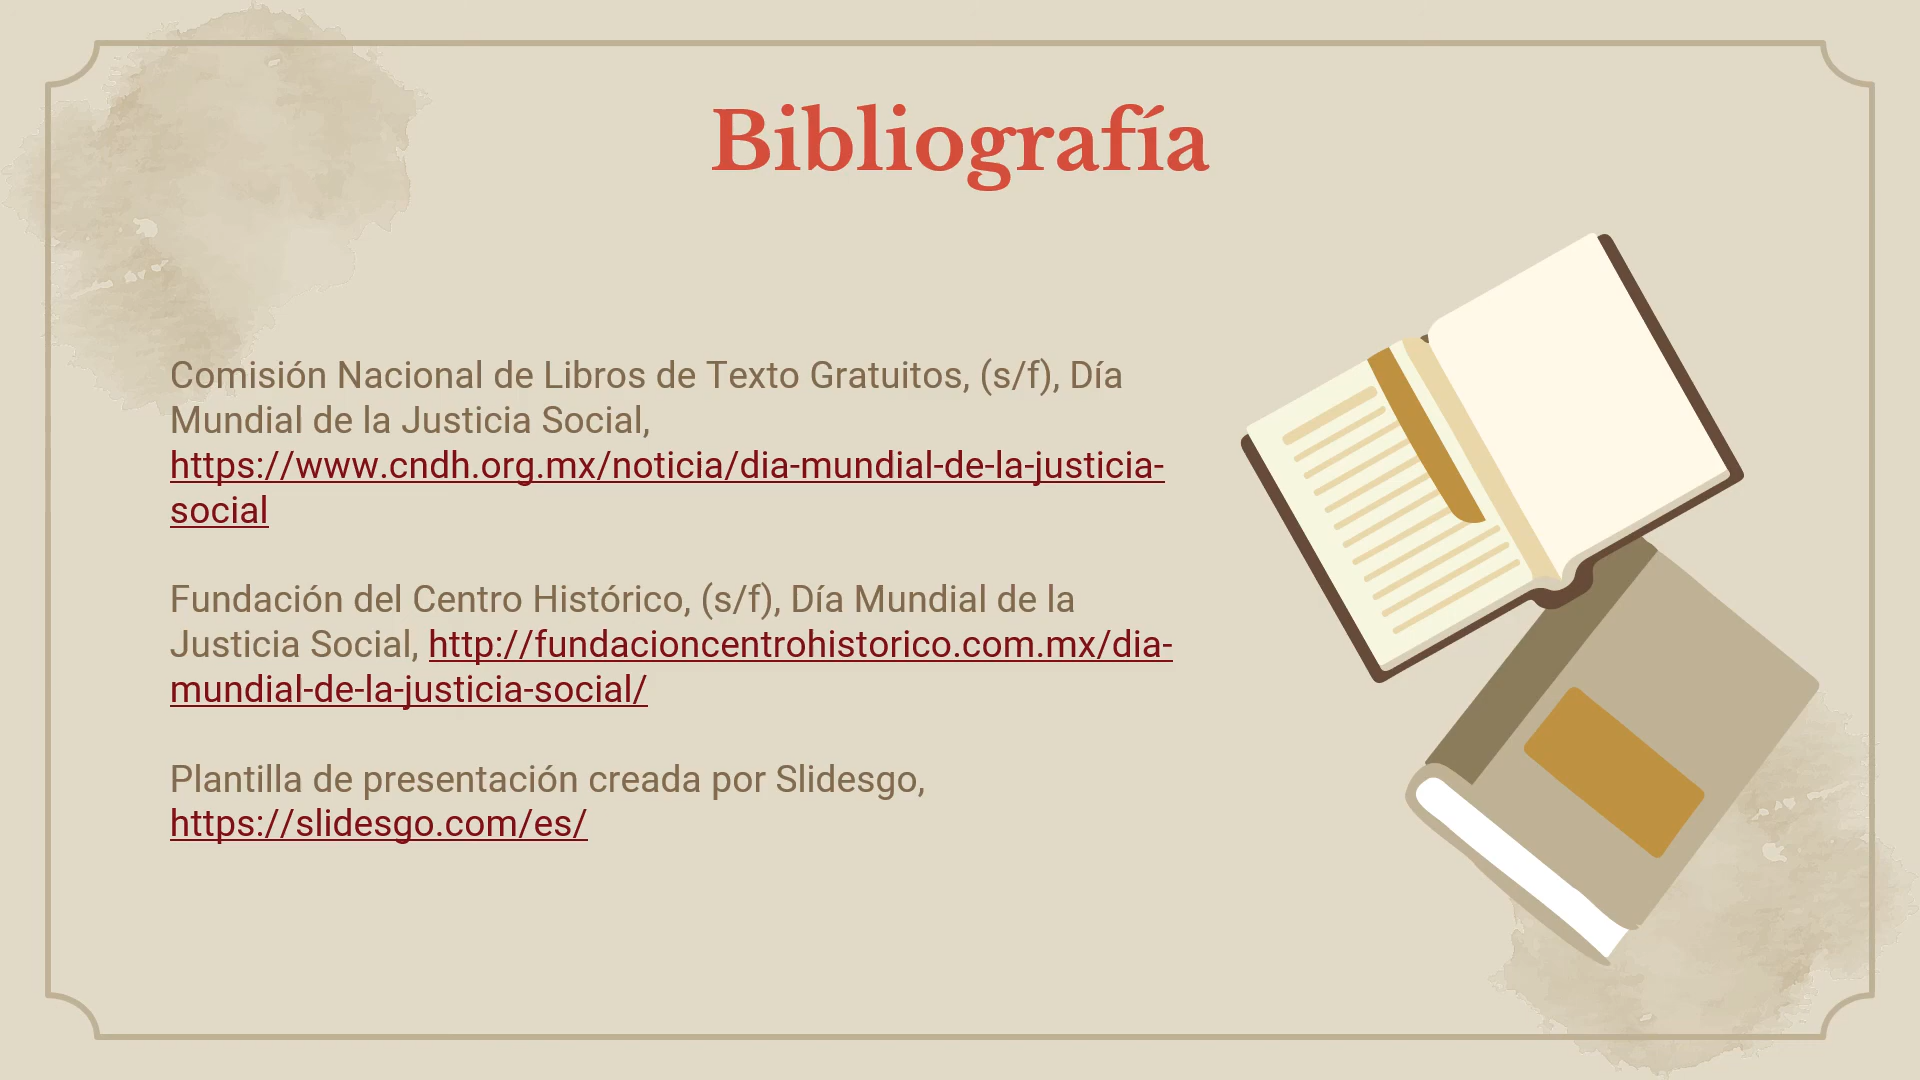 Bibliografía
Comisión Nacional de Libros de Texto Gratuitos, (s/f), Día
Mundial de la Justicia Social,
https://www.cndh.org.mx/noticia/dia-mundial-de-la-justicia-
social
Fundación del Centro Histórico, (s/f), Día Mundial de la
Justicia Social, http://fundacioncentrohistorico.com.mx/dia-
mundial-de-la-justicia-social/
Plantilla de presentación creada por Slidesgo,
https://slidesgo.com/es/